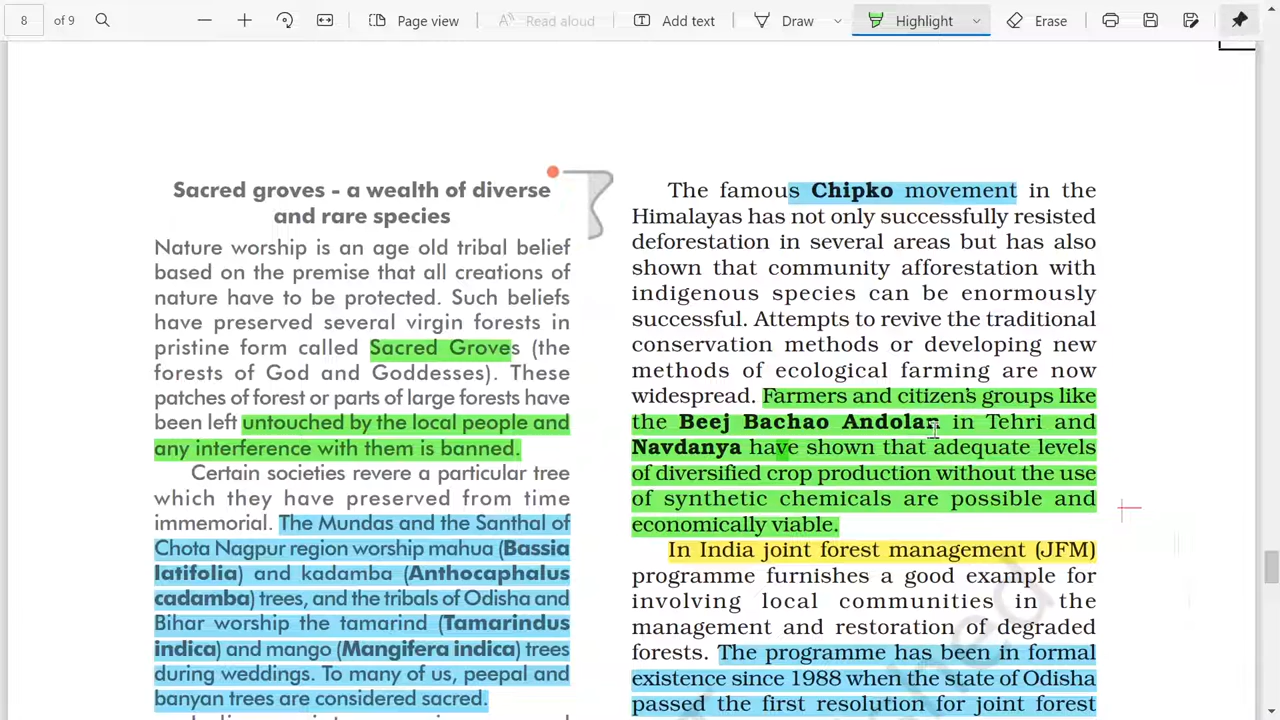 8 of 9 Page view Read aloud Add text Draw Highlight Erase
Sacred groves - a wealth of diverse
and rare species
Nature worship is an age old tribal belief
based on the premise that all creations of
nature have to be protected. Such beliefs
have preserved several virgin forests in
pristine form called Sacred Groves (the
forests of God and Goddesses). These
patches of forest or parts of large forests have
been left untouched by the local people and
any interference with them is banned.
Certain societies revere a particular tree
which they have preserved from time
immemorial. The Mundas and the Santhal of
Chota Nagpur region worship mahua (Bassia
latifolia) and kadamba (Anthocaphalus
cadamba) trees, and the tribals of Odisha and
Bihar worship the tamarind (Tamarindus
indica) and mango (Mangifera indica) trees
during weddings. To many of us, peepal and
banyan trees are considered sacred.
The famous Chipko movement in the
Himalayas has not only successfully resisted
deforestation in several areas but has also
shown that community afforestation with
indigenous species can be enormously
successful. Attempts to revive the traditional
conservation methods or developing new
methods of ecological farming are now
widespread. Farmers and citizen's groups like
the Beej Bachao Andolan in Tehri and
Navdanya have shown that adequate levels
of diversified crop production without the use
of synthetic chemicals are possible and
economically viable.
In India joint forest management (JFM)
programme furnishes a good example for
involving local communities in the
management and restoration of degraded
forests. The programme has been in formal
existence since 1988 when the state of Odisha
passed the first resolution for joint forest